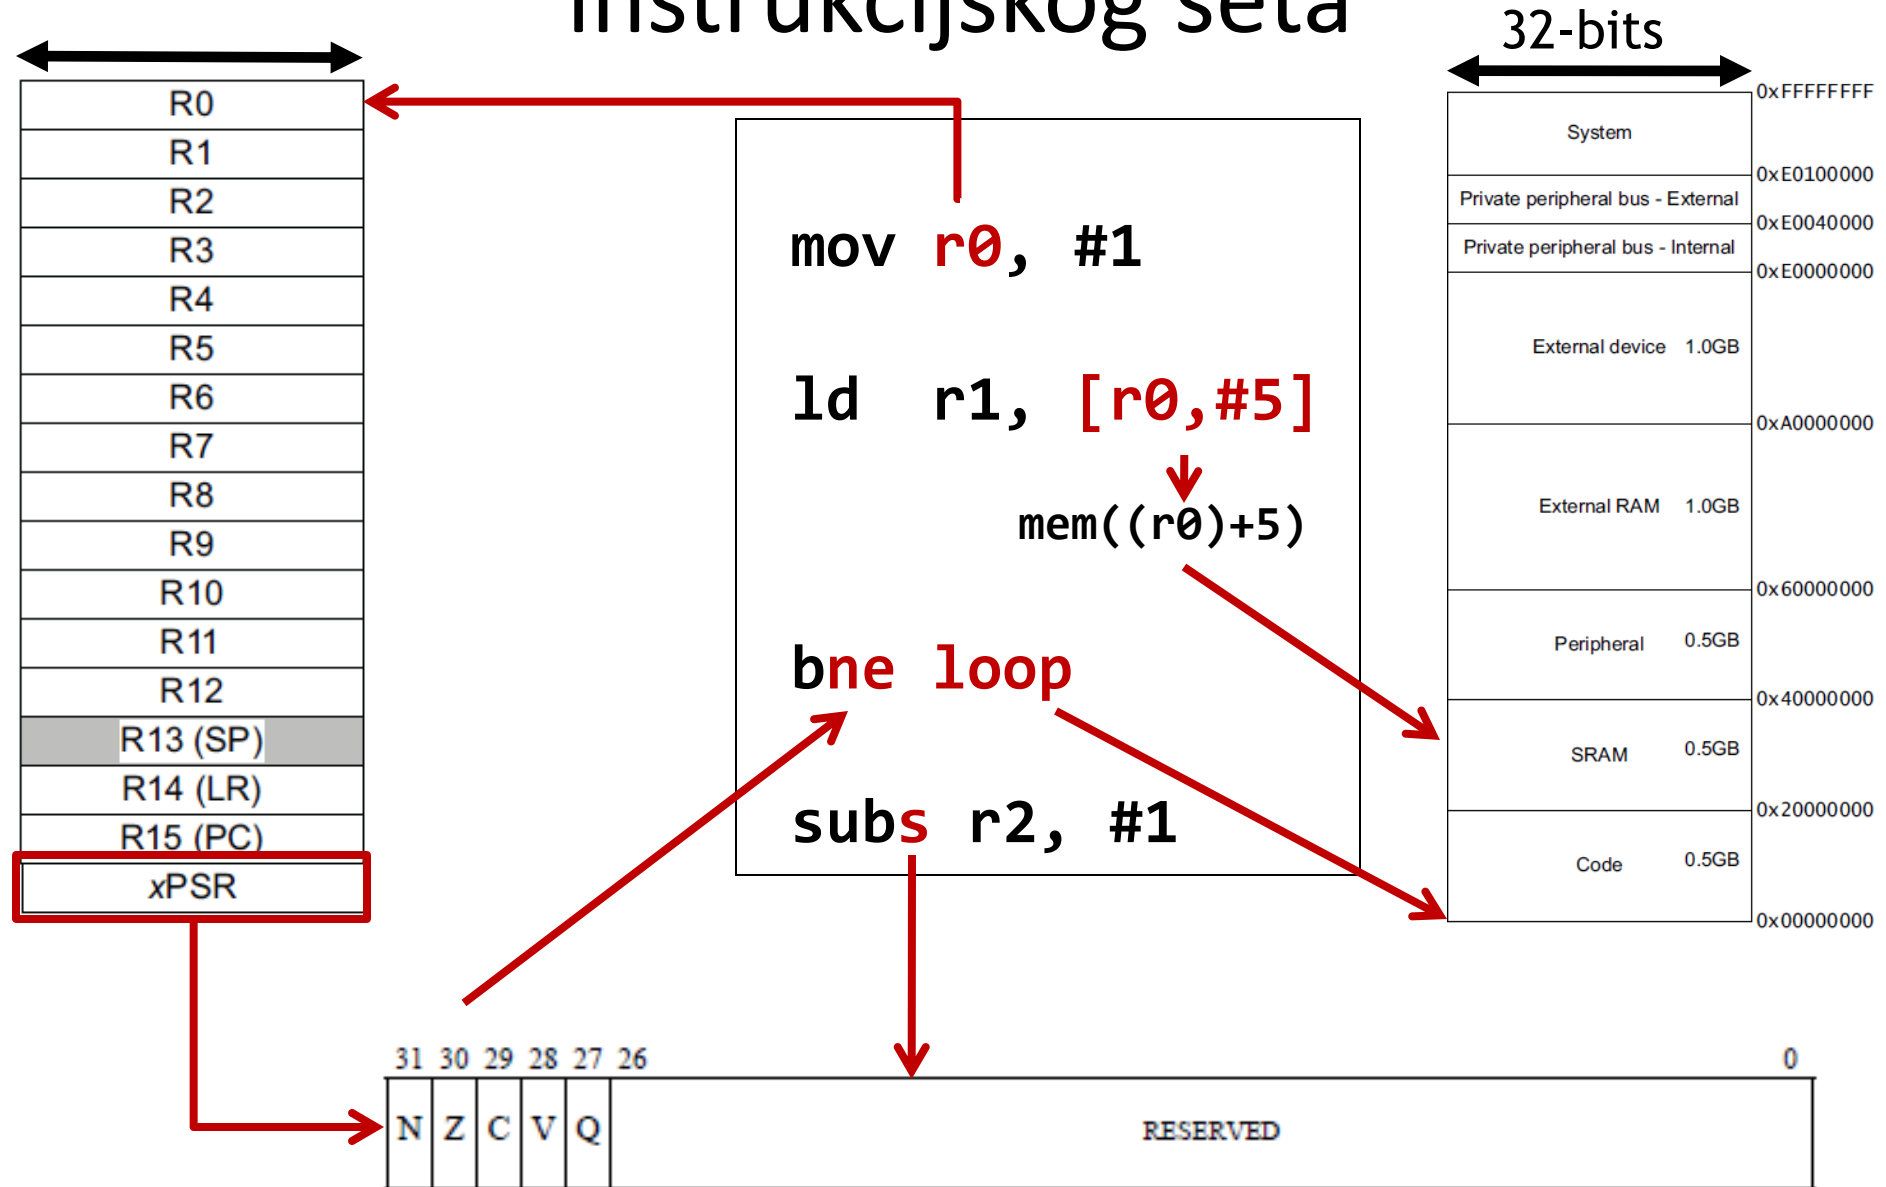 instrukcijskog seta
32-bits
R0
R1
R2
R3
R4
R5
R6
R7
R8
R9
R10
R11
R12
R13 (SP)
R14 (LR)
R15 (PC)
xPSR
mov r0, #1
ld r1, [r0,#5]
mem((r0)+5)
bne loop
subs r2, #1
0xFFFFFFFF
System
0xE0100000
Private peripheral bus - External
0xE0040000
Private peripheral bus - Internal
0xE0000000
External device 1.0GB
0xA0000000
External RAM 1.0GB
0x60000000
Peripheral 0.5GB
0x40000000
SRAM 0.5GB
0x20000000
Code 0.5GB
0x00000000
31 30 29 28 27 26 0
N Z C V Q RESERVED